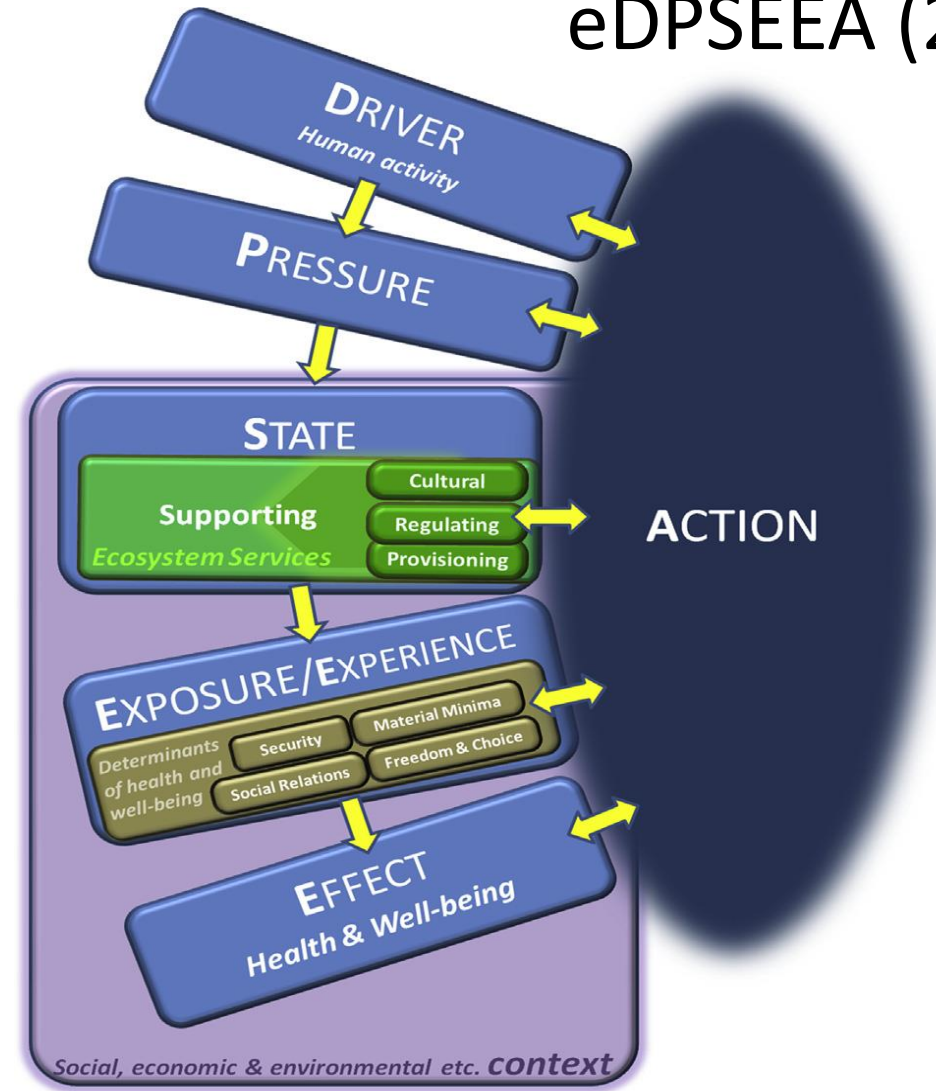 eDPSEEA (2
DRIVER
Human activity
PRESSURE
STATE
Cultural
Supporting
Regulating
Ecosystem Services
Provisioning
ACTION
EXPOSURE/EXPERIENCE
Determinants
of health and
well-being
Security
Material Minima
Social Relations
Freedom & Choice
EFFECT
Health & Well-being
Social, economic & environmental etc. context